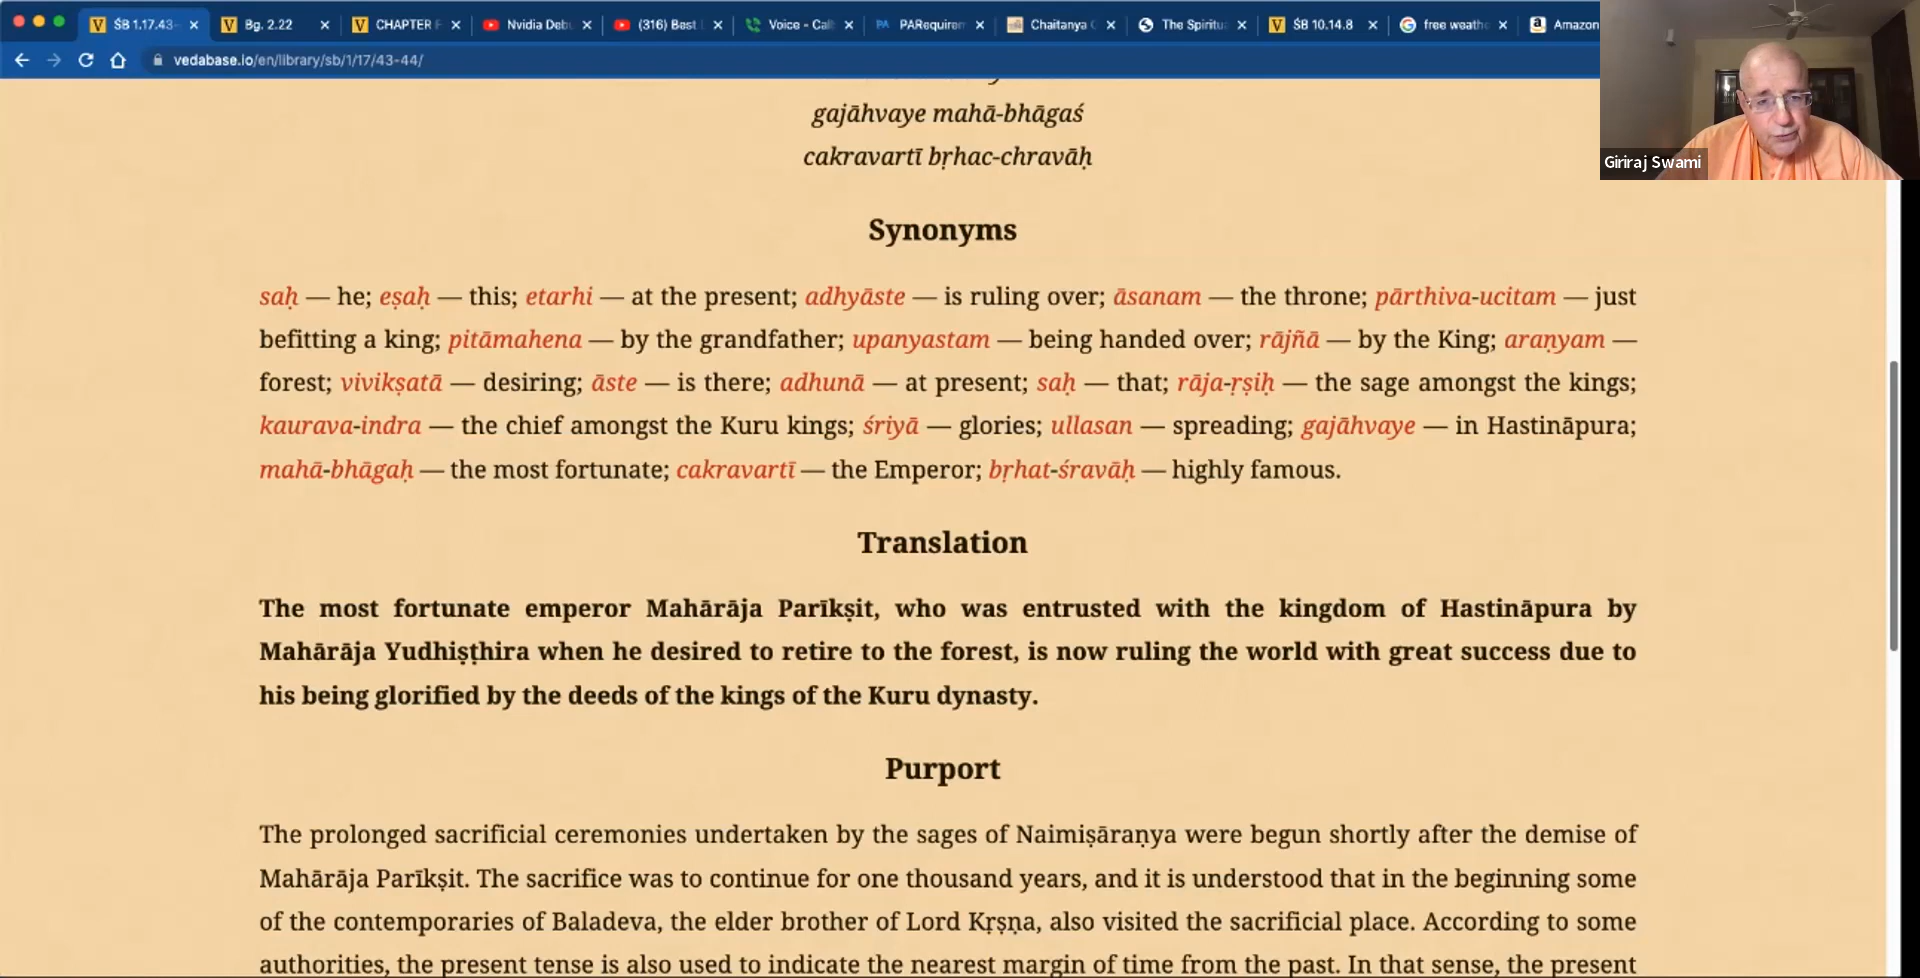 ŚB 1.17.43-
Bg. 2.22
CHAPTER F
Nvidia Deb
(316) Best
Voice - Cal
PARequirem
Chaitanya C
The Spiritu
ŚB 10.14.8
free weathe
Amazon
vedabase.io/en/library/sb/1/17/43-44/
Giriraj Swami
gajāhvaye mahā-bhāgaś
cakravartī bṛhac-chravāḥ
Synonyms
saḥ — he; eṣaḥ — this; etarhi — at the present; adhyāste — is ruling over; āsanam — the throne; pārthiva-ucitam — just
befitting a king; pitāmahena — by the grandfather; upanyastam — being handed over; rājñā — by the King; araṇyam —
forest; vivikṣatā — desiring; āste — is there; adhunā — at present; saḥ — that; rāja-ṛṣiḥ — the sage amongst the kings;
kaurava-indra — the chief amongst the Kuru kings; śriyā — glories; ullasan — spreading; gajāhvaye — in Hastināpura;
mahā-bhāgaḥ — the most fortunate; cakravartī — the Emperor; bṛhat-śravāḥ — highly famous.
Translation
The most fortunate emperor Mahārāja Parīkṣit, who was entrusted with the kingdom of Hastināpura by
Mahārāja Yudhiṣṭhira when he desired to retire to the forest, is now ruling the world with great success due to
his being glorified by the deeds of the kings of the Kuru dynasty.
Purport
The prolonged sacrificial ceremonies undertaken by the sages of Naimiṣāraṇya were begun shortly after the demise of
Mahārāja Parīkṣit. The sacrifice was to continue for one thousand years, and it is understood that in the beginning some
of the contemporaries of Baladeva, the elder brother of Lord Kṛṣṇa, also visited the sacrificial place. According to some
authorities, the present tense is also used to indicate the nearest margin of time from the past. In that sense, the present